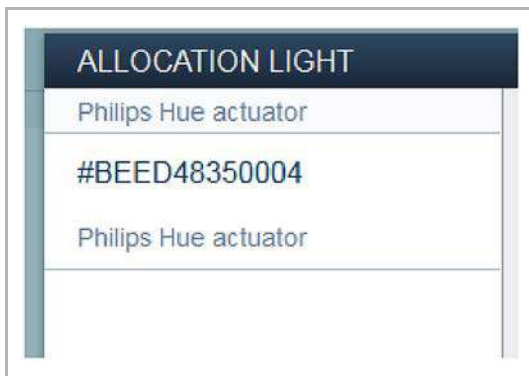 ALLOCATION LIGHT
Philips Hue actuator
#BEED48350004
Philips Hue actuator